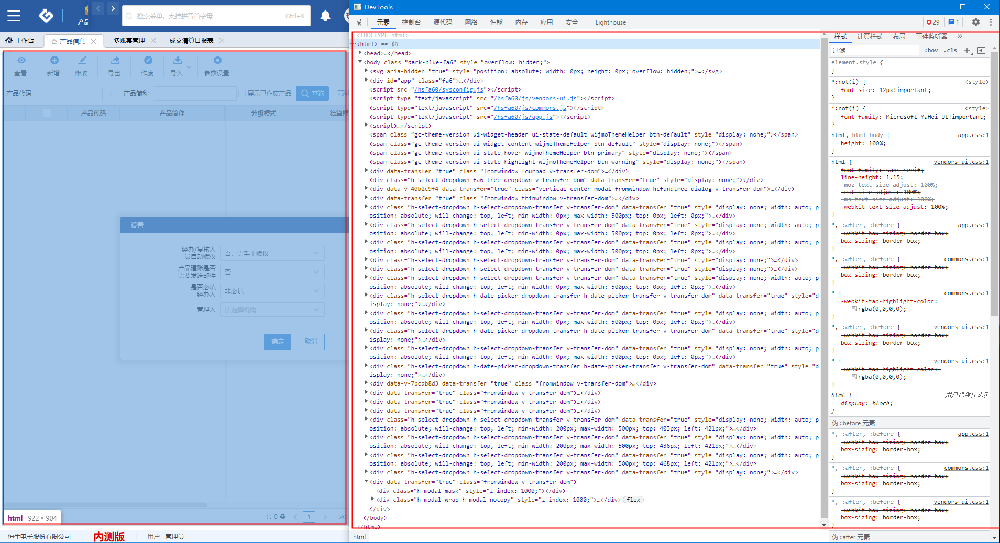 产品
搜索菜单，支持拼音首字母
Ctrl+K
工作台
产品信息
多账套管理
成交清算日报表
查看
新增
修改
导出
作废
导入
参数设置
产品代码
...
产品简称
展示已作废产品
查询
高级
产品代码
产品简称
分级模式
结算模
设置
经办/复核人
员自动赋权
否，需手工赋权
产品建账是否
需要发送邮件
否
是否必填
经办人
非必填
管理人
请选择机构
确定
取消
共 0 条
1
20
html 922 × 904
恒生电子股份有限公司
内测版
用户 管理员
DevTools
元素
控制台
源代码
网络
性能
内存
应用
安全
Lighthouse
29
1
<!DOCTYPE html>
<html> == $0
<head>…</head>
<body class="dark-blue-fa6" style="overflow: hidden;">
<svg aria-hidden="true" style="position: absolute; width: 0px; height: 0px; overflow: hidden;">…</svg>
<div id="app" class="fa6">…</div>
<script src="/hsfa60/sysconfig.js"></script>
<script type="text/javascript" src="/hsfa60/js/vendors-ui.js"></script>
<script type="text/javascript" src="/hsfa60/js/commons.js"></script>
<script type="text/javascript" src="/hsfa60/js/app.js"></script>
<script>…</script>
<span class="gc-theme-version ui-widget-header ui-state-default wijmoThemeHelper btn-default" style="display: none;"></span>
<span class="gc-theme-version ui-widget-content wijmoThemeHelper btn-default" style="display: none;"></span>
<span class="gc-theme-version ui-state-hover wijmoThemeHelper btn-primary" style="display: none;"></span>
<span class="gc-theme-version ui-state-highlight wijmoThemeHelper btn-warning" style="display: none;"></span>
<div data-transfer="true" class="fromwindow fourpad v-transfer-dom">…</div>
<div class="h-select-dropdown fa6-tree-dropdown v-transfer-dom" data-transfer="true" style="display: none;"></div>
<div data-v-40b2c9f4 data-transfer="true" class="vertical-center-modal fromwindow hcfundtree-dialog v-transfer-dom">…</div>
<div data-transfer="true" class="fromwindow thinwindow v-transfer-dom">…</div>
<div class="h-select-dropdown h-select-dropdown-transfer v-transfer-dom" data-transfer="true" style="display: none; width: auto; p
osition: absolute; will-change: top, left; min-width: 0px; max-width: 500px; top: 0px; left: 0px;">…</div>
<div class="h-select-dropdown h-select-dropdown-transfer v-transfer-dom" data-transfer="true" style="display: none; width: auto; p
osition: absolute; will-change: top, left; min-width: 0px; max-width: 500px; top: 0px; left: 0px;">…</div>
<div class="h-select-dropdown h-select-dropdown-transfer v-transfer-dom" data-transfer="true" style="display: none; width: auto; p
osition: absolute; will-change: top, left; min-width: 0px; max-width: 500px; top: 0px; left: 0px;">…</div>
<div class="h-select-dropdown h-select-dropdown-transfer v-transfer-dom" data-transfer="true" style="display: none;">…</div>
<div class="h-select-dropdown h-select-dropdown-transfer v-transfer-dom" data-transfer="true" style="display: none;">…</div>
<div class="h-select-dropdown h-select-dropdown-transfer v-transfer-dom" data-transfer="true" style="display: none; width: auto; p
osition: absolute; will-change: top, left; min-width: 0px; max-width: 500px; top: 0px; left: 0px;">…</div>
<div class="h-select-dropdown h-date-picker-dropdown-transfer h-date-picker-transfer v-transfer-dom" data-transfer="true" style="d
isplay: none;">…</div>
<div class="h-select-dropdown h-select-dropdown-transfer v-transfer-dom" data-transfer="true" style="display: none; width: auto; p
osition: absolute; will-change: top, left; min-width: 0px; max-width: 500px; top: 0px; left: 0px;">…</div>
<div class="h-select-dropdown h-date-picker-dropdown-transfer h-date-picker-transfer v-transfer-dom" data-transfer="true" style="d
isplay: none;">…</div>
<div class="h-select-dropdown h-select-dropdown-transfer v-transfer-dom" data-transfer="true" style="display: none; width: auto; p
osition: absolute; will-change: top, left; min-width: 0px; max-width: 500px; top: 0px; left: 0px;">…</div>
<div class="h-select-dropdown h-date-picker-dropdown-transfer h-date-picker-transfer v-transfer-dom" data-transfer="true" style="d
isplay: none;">…</div>
<div data-v-7bcdb8d3 data-transfer="true" class="fromwindow v-transfer-dom">…</div>
<div data-transfer="true" class="fromwindow v-transfer-dom">…</div>
<div data-transfer="true" class="fromwindow v-transfer-dom">…</div>
<div data-transfer="true" class="fromwindow v-transfer-dom">…</div>
<div class="h-select-dropdown h-select-dropdown-transfer v-transfer-dom" data-transfer="true" style="display: none; width: auto; p
osition: absolute; will-change: top, left; min-width: 200px; max-width: 500px; top: 403px; left: 421px;">…</div>
<div class="h-select-dropdown h-select-dropdown-transfer v-transfer-dom" data-transfer="true" style="display: none; width: auto; p
osition: absolute; will-change: top, left; min-width: 200px; max-width: 500px; top: 436px; left: 421px;">…</div>
<div class="h-select-dropdown h-select-dropdown-transfer v-transfer-dom" data-transfer="true" style="display: none; width: auto; p
osition: absolute; will-change: top, left; min-width: 200px; max-width: 500px; top: 468px; left: 421px;">…</div>
<div class="h-select-dropdown h-select-dropdown-transfer v-transfer-dom" data-transfer="true" style="display: none;">…</div>
<div data-transfer="true" class="fromwindow v-transfer-dom">
<div class="h-modal-mask" style="z-index: 1000;"></div>
<div class="h-modal-wrap h-modal-nocopy" style="z-index: 1000;">…</div> flex
</div>
</body>
</html>
html
样式
计算样式
布局
事件监听器
过滤
:hov .cls
element.style {
}
*:not(i) { <style>
font-size: 12px!important;
}
*:not(i) { <style>
font-family: Microsoft YaHei UI!important;
}
html, html body { app.css:1
height: 100%;
}
html { vendors-ui.css:1
font-family: sans-serif;
line-height: 1.15;
-moz-text-size-adjust: 100%;
text-size-adjust: 100%;
-ms-text-size-adjust: 100%;
-webkit-text-size-adjust: 100%;
}
*, :after, :before { app.css:1
-webkit-box-sizing: border-box;
box-sizing: border-box;
}
*, :after, :before { commons.css:1
-webkit-box-sizing: border-box;
box-sizing: border-box;
}
* { commons.css:1
-webkit-tap-highlight-color:
rgba(0,0,0,0);
}
*, :after, :before { vendors-ui.css:1
-webkit-box-sizing: border-box;
box-sizing: border-box;
}
* { vendors-ui.css:1
-webkit-tap-highlight-color:
rgba(0,0,0,0);
}
html { 用户代理样式表
display: block;
}
伪 ::before 元素
*, :after, :before { app.css:1
-webkit-box-sizing: border-box;
box-sizing: border-box;
}
*, :after, :before { commons.css:1
-webkit-box-sizing: border-box;
box-sizing: border-box;
}
*, :after, :before { vendors-ui.css:1
-webkit-box-sizing: border-box;
box-sizing: border-box;
}
伪 ::after 元素